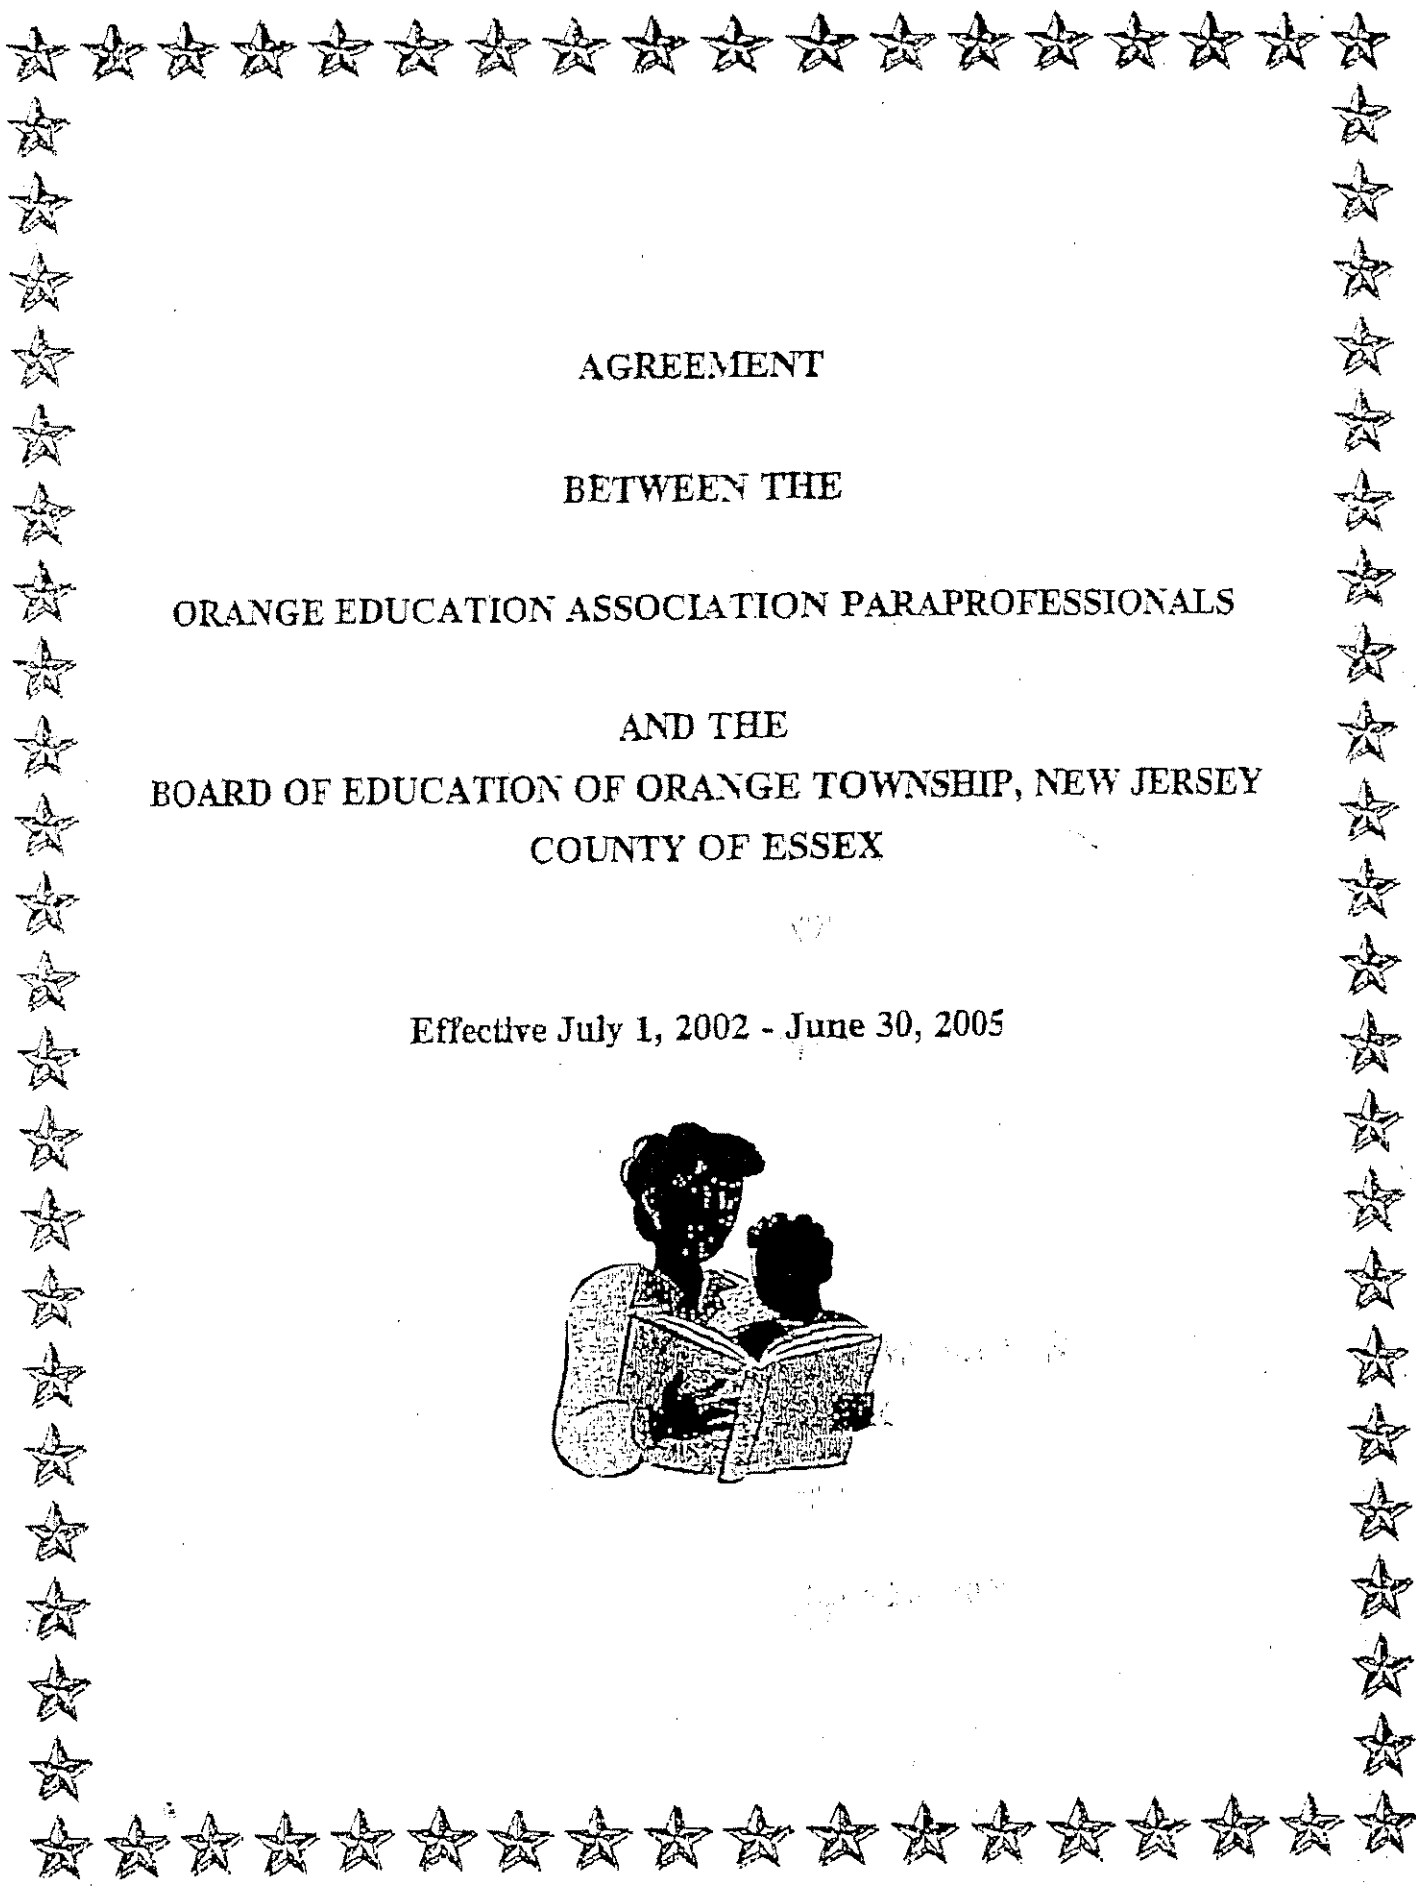 AGREEMENT
BETWEEN THE
ORANGE EDUCATION ASSOCIATION PARAPROFESSIONALS
AND THE
BOARD OF EDUCATION OF ORANGE TOWNSHIP, NEW JERSEY
COUNTY OF ESSEX
Effective July 1, 2002 - June 30, 2005